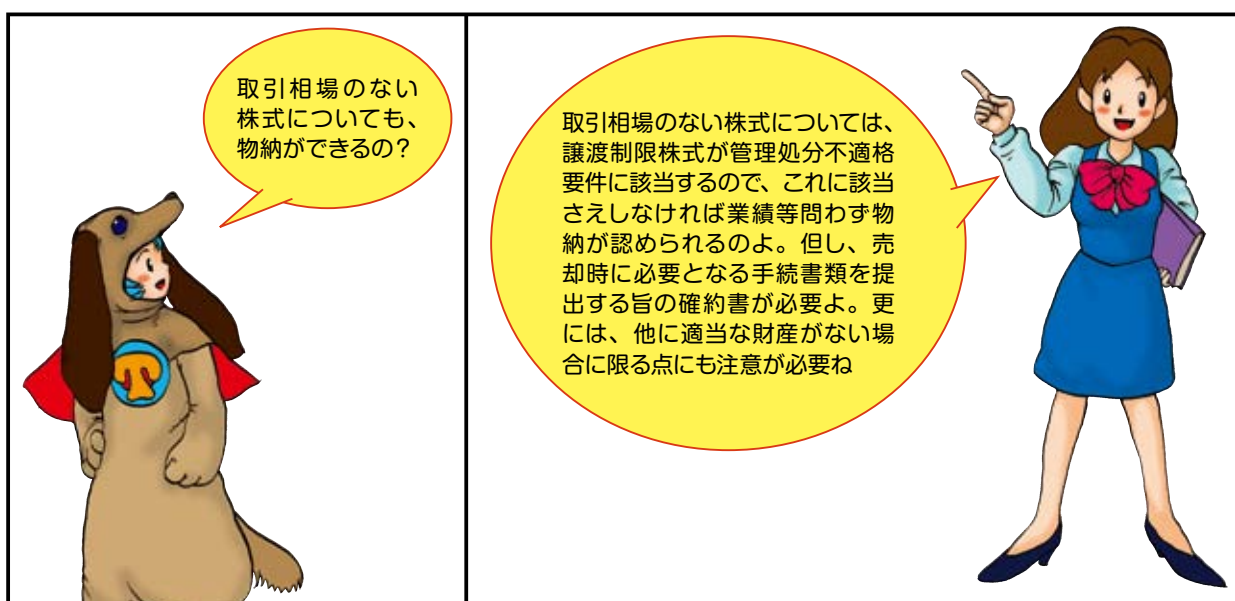 取引相場のない
株式についても、
物納ができるの？
取引相場のない株式については、
譲渡制限株式が管理処分不適格
要件に該当するので、これに該当
さえしなければ業績等問わず物
納が認められるのよ。但し、売
却時に必要となる手続書類を提
出する旨の確約書が必要よ。更
には、他に適当な財産がない場
合に限る点にも注意が必要ね